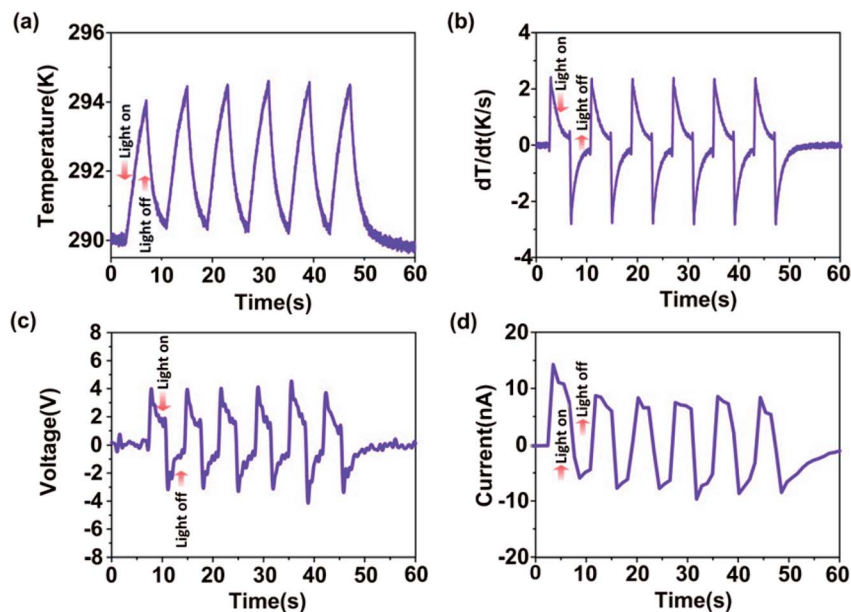 (a)
296
294
292
290
Temperature(K)
Light on
Light off
0 10 20 30 40 50 60
Time(s)
(b)
4
2
0
-2
-4
dT/dt(K/s)
Light on
Light off
0 10 20 30 40 50 60
Time(s)
(c)
8
6
4
2
0
-2
-4
-6
-8
Voltage(V)
Light on
Light off
0 10 20 30 40 50 60
Time(s)
(d)
20
10
0
-10
-20
Current(nA)
Light on
Light off
0 10 20 30 40 50 60
Time(s)